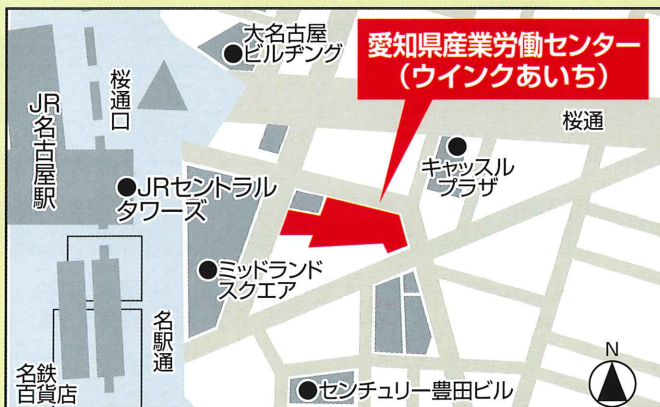 大名古屋
ビルヂング
愛知県産業労働センター
（ウインクあいち）
桜通口
JR名古屋駅
桜通
キャッスル
プラザ
JRセントラル
タワーズ
ミッドランド
スクエア
名駅通
名鉄
百貨店
センチュリー豊田ビル
N